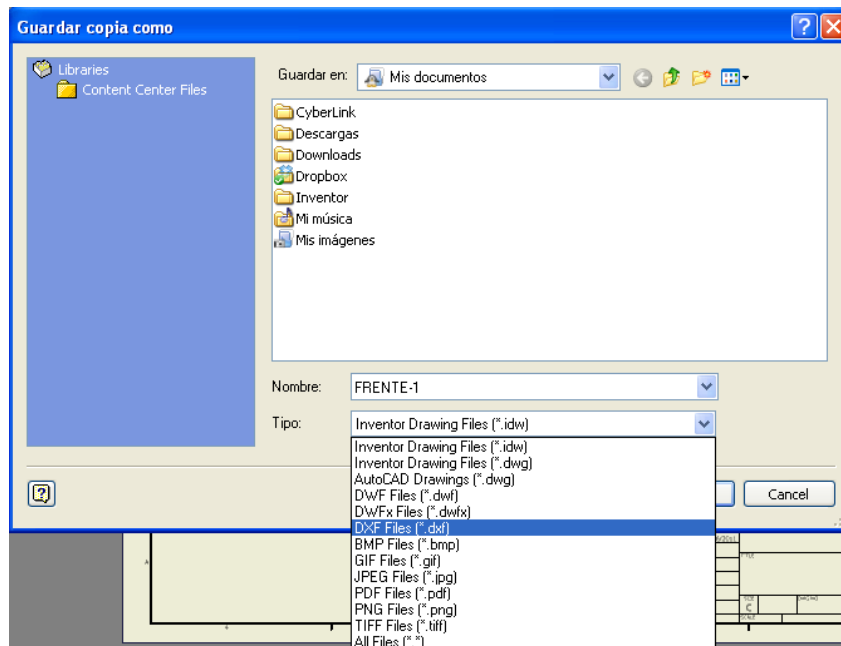 Guardar copia como
Libraries
Content Center Files
Guardar en:
Mis documentos
CyberLink
Descargas
Downloads
Dropbox
Inventor
Mi música
Mis imágenes
Nombre:
FRENTE-1
Tipo:
Inventor Drawing Files (*.idw)
Inventor Drawing Files (*.idw)
Inventor Drawing Files (*.dwg)
AutoCAD Drawings (*.dwg)
DWF Files (*.dwf)
DWFx Files (*.dwfx)
DXF Files (*.dxf)
BMP Files (*.bmp)
GIF Files (*.gif)
JPEG Files (*.jpg)
PDF Files (*.pdf)
PNG Files (*.png)
TIFF Files (*.tiff)
All Files (*.*)
Cancel
A
TITLE
SIZE
C
SCALE